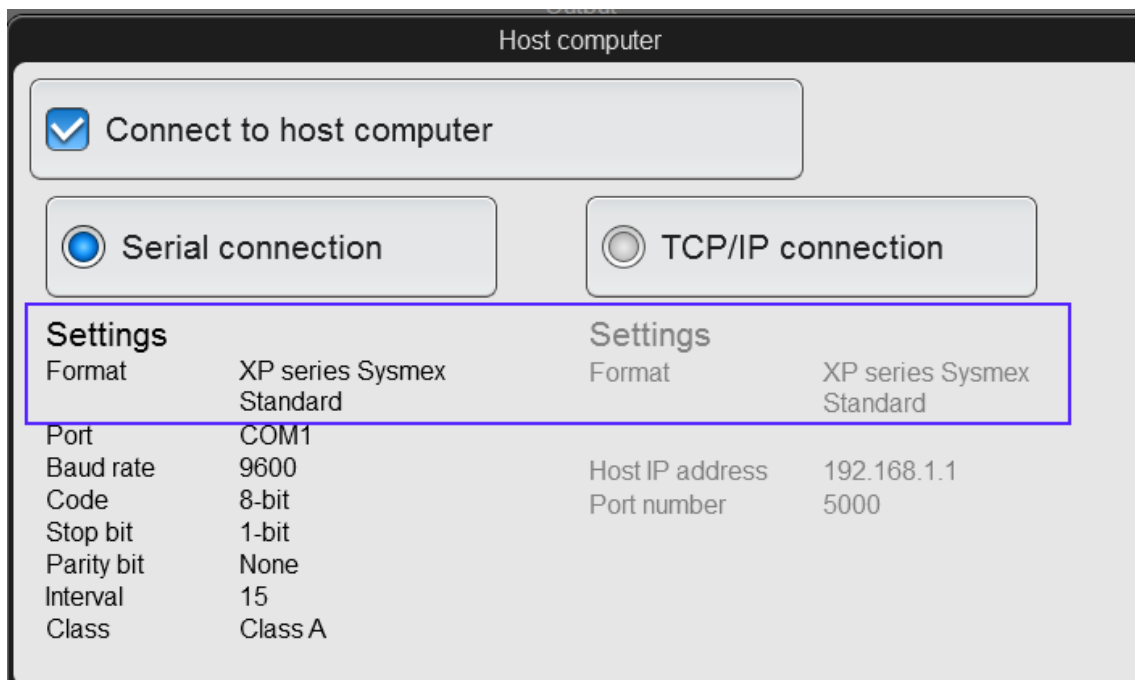 Output
Host computer
Connect to host computer
Serial connection
TCP/IP connection
Settings
Format XP series Sysmex
Standard
Port COM1
Baud rate 9600
Code 8-bit
Stop bit 1-bit
Parity bit None
Interval 15
Class Class A
Settings
Format XP series Sysmex
Standard
Host IP address 192.168.1.1
Port number 5000